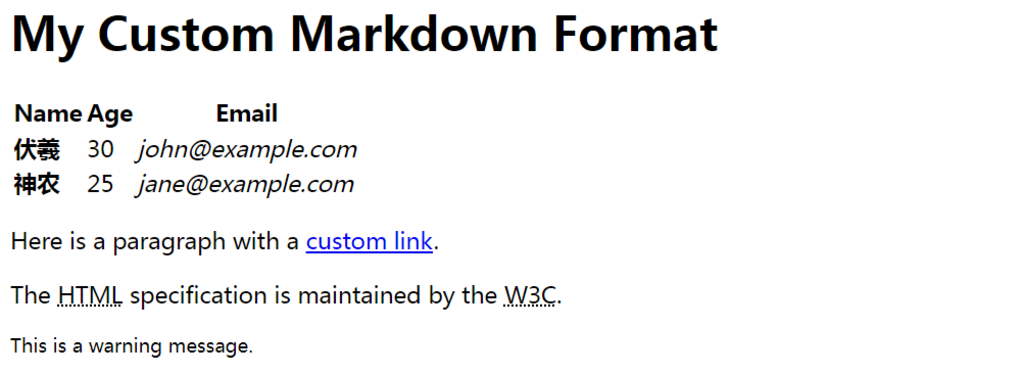 My Custom Markdown Format
Name Age Email
伏羲 30 john@example.com
神农 25 jane@example.com
Here is a paragraph with a custom link.
The HTML specification is maintained by the W3C.
This is a warning message.